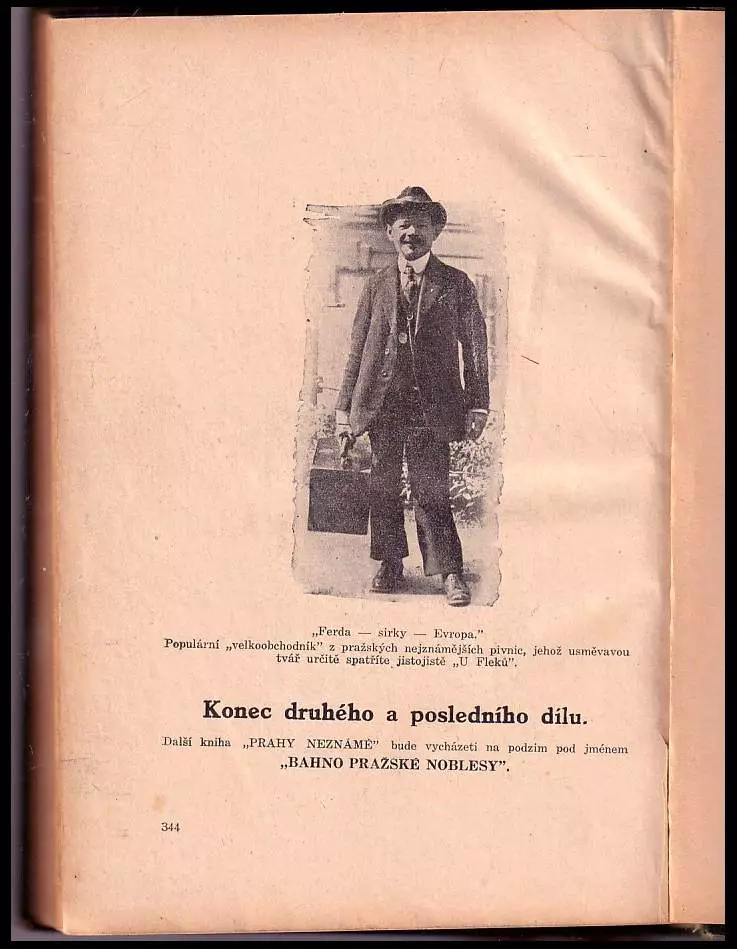 „Ferda — sirky — Evropa.”
Populární „velkoobchodník” z pražských nejznámějších pivnic, jehož usměvavou
tvář určitě spatříte jistojistě „U Fleků”.
Konec druhého a posledního dílu.
Další kniha „PRAHY NEZNÁMÉ” bude vycházeti na podzim pod jménem
„BAHNO PRAŽSKÉ NOBLESY”.
344